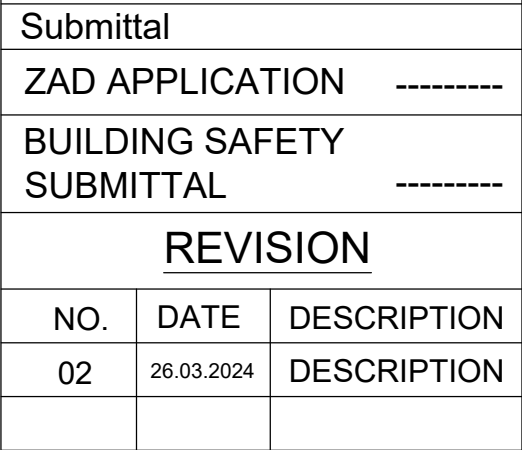 Submittal
ZAD APPLICATION ---------
BUILDING SAFETY
SUBMITTAL ---------
REVISION
NO. DATE DESCRIPTION
02 26.03.2024 DESCRIPTION